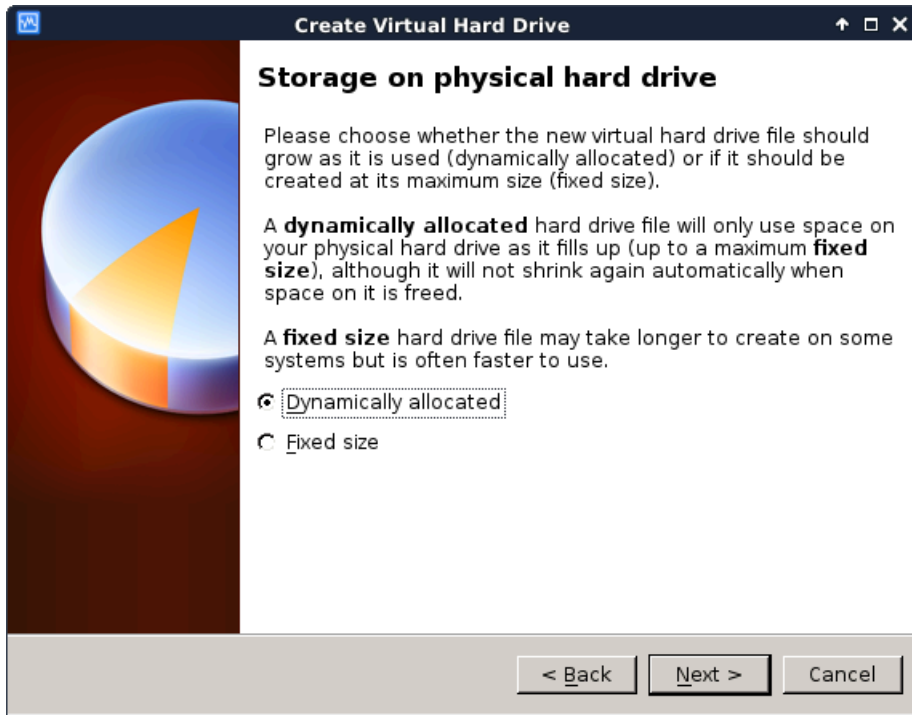 Create Virtual Hard Drive
Storage on physical hard drive
Please choose whether the new virtual hard drive file should
grow as it is used (dynamically allocated) or if it should be
created at its maximum size (fixed size).
A dynamically allocated hard drive file will only use space on
your physical hard drive as it fills up (up to a maximum fixed
size), although it will not shrink again automatically when
space on it is freed.
A fixed size hard drive file may take longer to create on some
systems but is often faster to use.
Dynamically allocated
Fixed size
< Back Next > Cancel